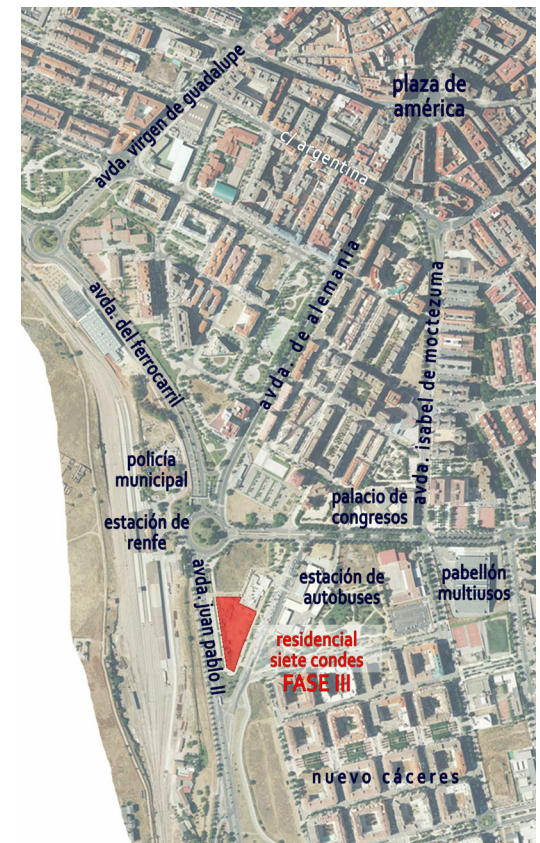 avda. virgen de guadalupe
plaza de
américa
c/ argentina
avda. de alemania
avda. isabel de moctezuma
avda. del ferrocarril
policía
municipal
palacio de
congresos
estación de
renfe
avda. juan pablo II
estación de
autobuses
pabellón
multiusos
residencial
siete condes
FASE III
nuevo cáceres